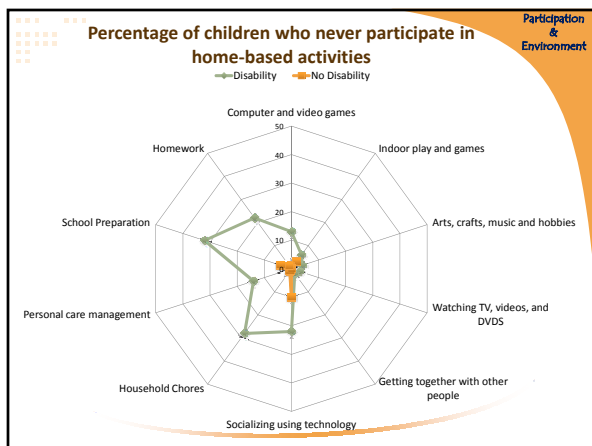 Percentage of children who never participate in
home-based activities
Participation
&
Environment
Disability
No Disability
Computer and video games
50
40
30
20
10
Homework
Indoor play and games
School Preparation
Arts, crafts, music and hobbies
Personal care management
Watching TV, videos, and
DVDS
Household Chores
Getting together with other
people
Socializing using technology